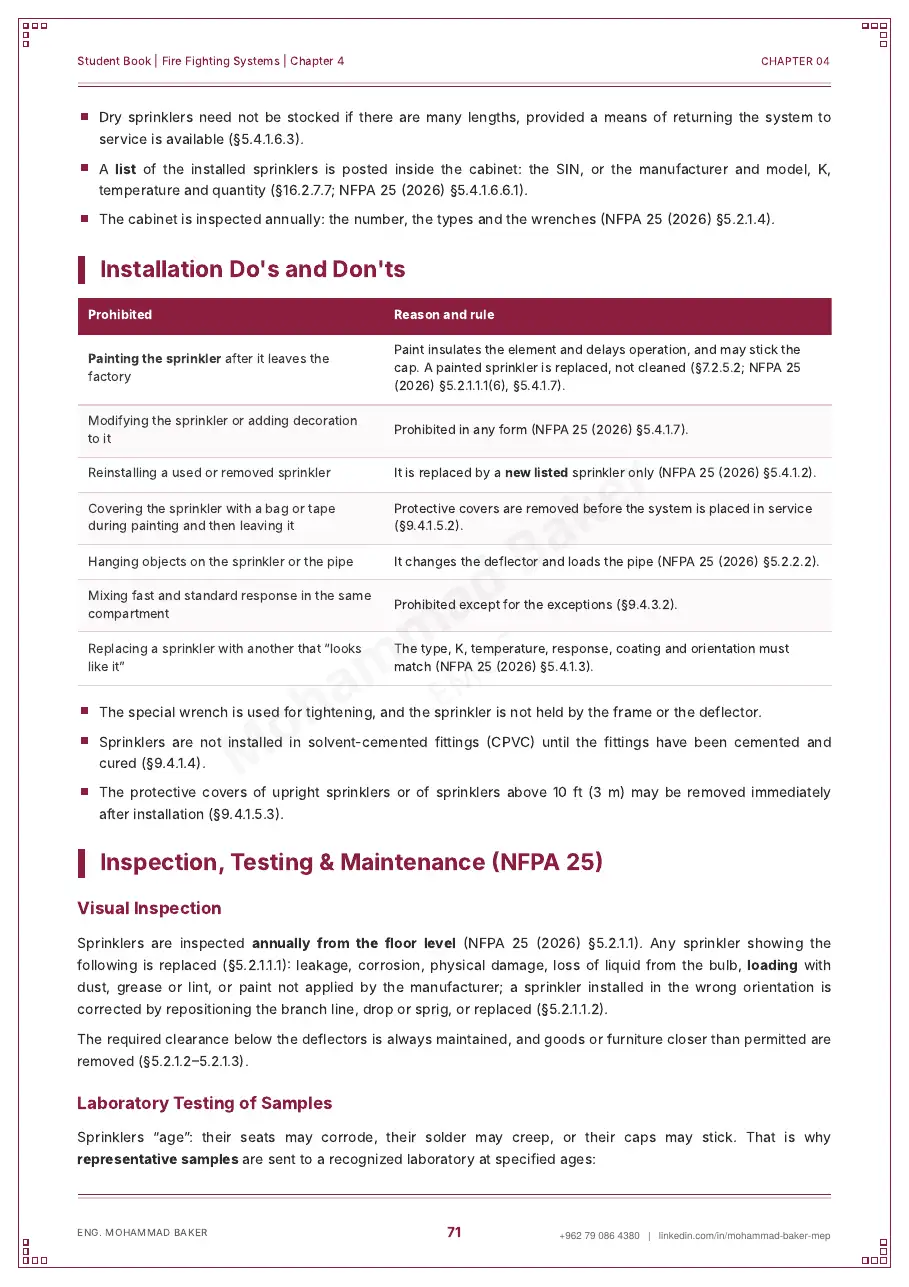 Student Book | Fire Fighting Systems | Chapter 4
CHAPTER 04
Dry sprinklers need not be stocked if there are many lengths, provided a means of returning the system to
service is available (§5.4.1.6.3).
A list of the installed sprinklers is posted inside the cabinet: the SIN, or the manufacturer and model, K,
temperature and quantity (§16.2.7.7; NFPA 25 (2026) §5.4.1.6.6.1).
The cabinet is inspected annually: the number, the types and the wrenches (NFPA 25 (2026) §5.2.1.4).
Installation Do's and Don'ts
Prohibited
Reason and rule
Painting the sprinkler after it leaves the
factory
Paint insulates the element and delays operation, and may stick the
cap. A painted sprinkler is replaced, not cleaned (§7.2.5.2; NFPA 25
(2026) §5.2.1.1.1(6), §5.4.1.7).
Modifying the sprinkler or adding decoration
to it
Prohibited in any form (NFPA 25 (2026) §5.4.1.7).
Reinstalling a used or removed sprinkler
It is replaced by a new listed sprinkler only (NFPA 25 (2026) §5.4.1.2).
Covering the sprinkler with a bag or tape
during painting and then leaving it
Protective covers are removed before the system is placed in service
(§9.4.1.5.2).
Hanging objects on the sprinkler or the pipe
It changes the deflector and loads the pipe (NFPA 25 (2026) §5.2.2.2).
Mixing fast and standard response in the same
compartment
Prohibited except for the exceptions (§9.4.3.2).
Replacing a sprinkler with another that “looks
like it”
The type, K, temperature, response, coating and orientation must
match (NFPA 25 (2026) §5.4.1.3).
Mohammad Baker
The special wrench is used for tightening, and the sprinkler is not held by the frame or the deflector.
Sprinklers are not installed in solvent-cemented fittings (CPVC) until the fittings have been cemented and
cured (§9.4.1.4).
The protective covers of upright sprinklers or of sprinklers above 10 ft (3 m) may be removed immediately
after installation (§9.4.1.5.3).
Inspection, Testing & Maintenance (NFPA 25)
Visual Inspection
Sprinklers are inspected annually from the floor level (NFPA 25 (2026) §5.2.1.1). Any sprinkler showing the
following is replaced (§5.2.1.1.1): leakage, corrosion, physical damage, loss of liquid from the bulb, loading with
dust, grease or lint, or paint not applied by the manufacturer; a sprinkler installed in the wrong orientation is
corrected by repositioning the branch line, drop or sprig, or replaced (§5.2.1.1.2).
The required clearance below the deflectors is always maintained, and goods or furniture closer than permitted are
removed (§5.2.1.2–5.2.1.3).
Laboratory Testing of Samples
Sprinklers “age”: their seats may corrode, their solder may creep, or their caps may stick. That is why
representative samples are sent to a recognized laboratory at specified ages:
ENG. MOHAMMAD BAKER
71
+962 79 086 4380 | linkedin.com/in/mohammad-baker-mep